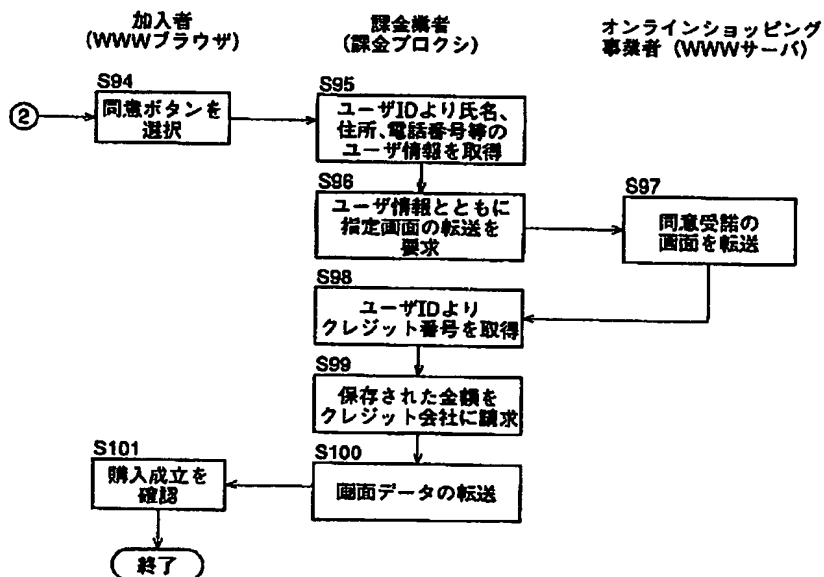 加入者
(WWWブラウザ)
課金業者
(課金プロクシ)
オンラインショッピング
事業者 (WWWサーバ)
S94
②
同意ボタンを
選択
S95
ユーザIDより氏名、
住所、電話番号等の
ユーザ情報を取得
S96
ユーザ情報とともに
指定画面の転送を
要求
S97
同意受諾の
画面を転送
S98
ユーザIDより
クレジット番号を取得
S99
保存された金額を
クレジット会社に請求
S100
画面データの転送
S101
購入成立を
確認
終了